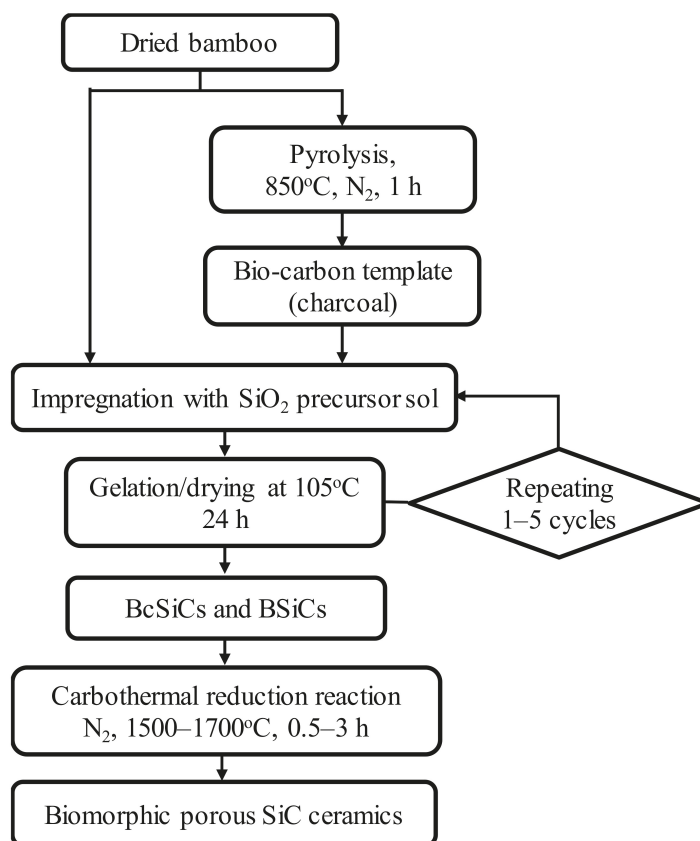 Dried bamboo
Pyrolysis,
850°C, N₂, 1 h
Bio-carbon template
(charcoal)
Impregnation with SiO₂ precursor sol
Gelation/drying at 105°C
24 h
Repeating
1–5 cycles
BcSiCs and BSiCs
Carbothermal reduction reaction
N₂, 1500–1700°C, 0.5–3 h
Biomorphic porous SiC ceramics